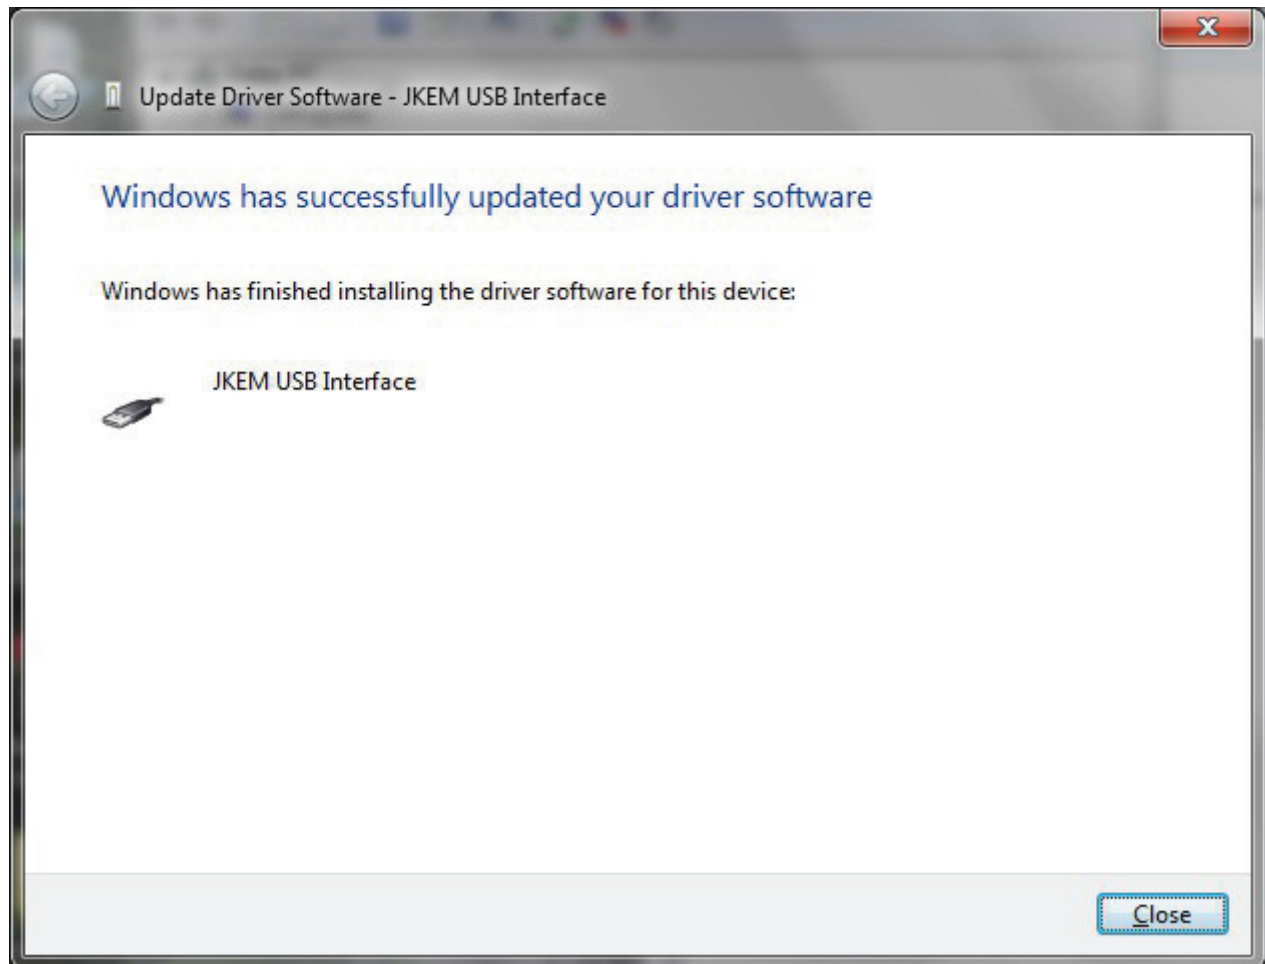 Update Driver Software - JKEM USB Interface
Windows has successfully updated your driver software
Windows has finished installing the driver software for this device:
JKEM USB Interface
Close